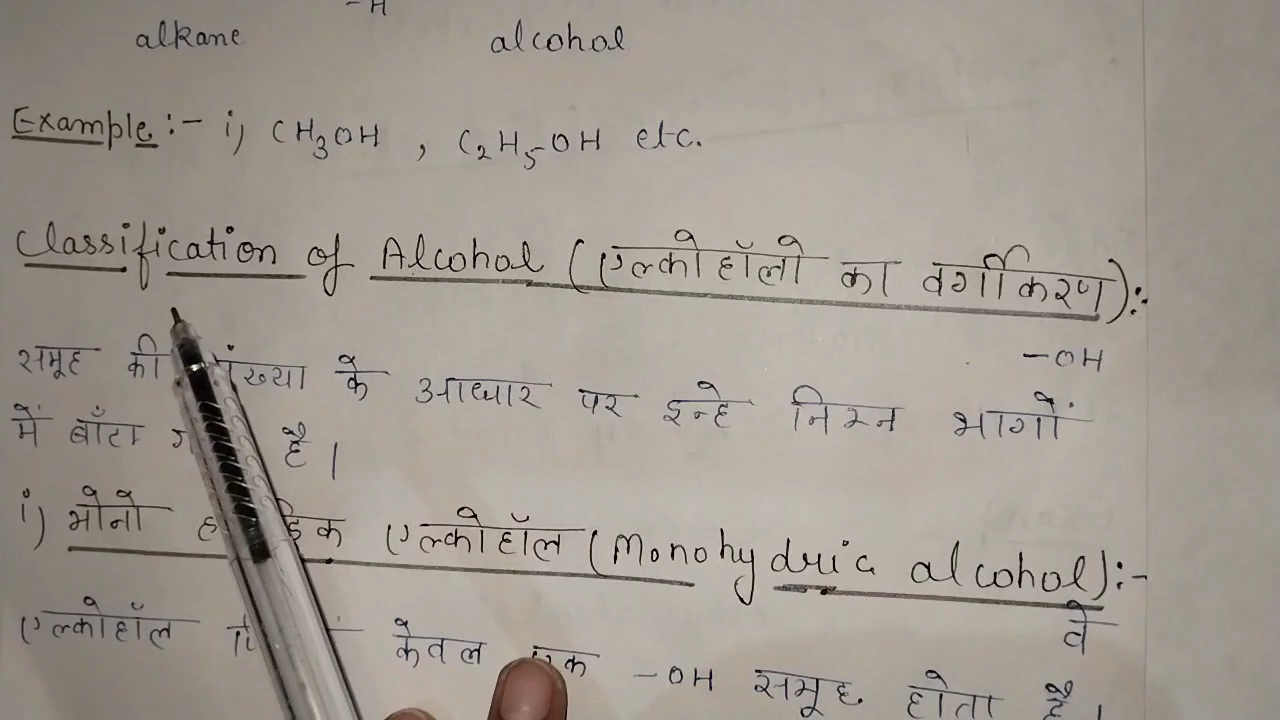 -H
alkane alcohol
Example:- i) CH3OH , C2H5-OH etc.
Classification of Alcohol (एल्कोहॉलो का वर्गीकरण):-
-OH
समूह की के आधार पर इन्हे निम्न भागों
में बाँटा है।
i) मोनो एल्कोहॉल (Monohydric alcohol):-
वे
एल्कोहॉल केवल एक -OH समूह होता है।